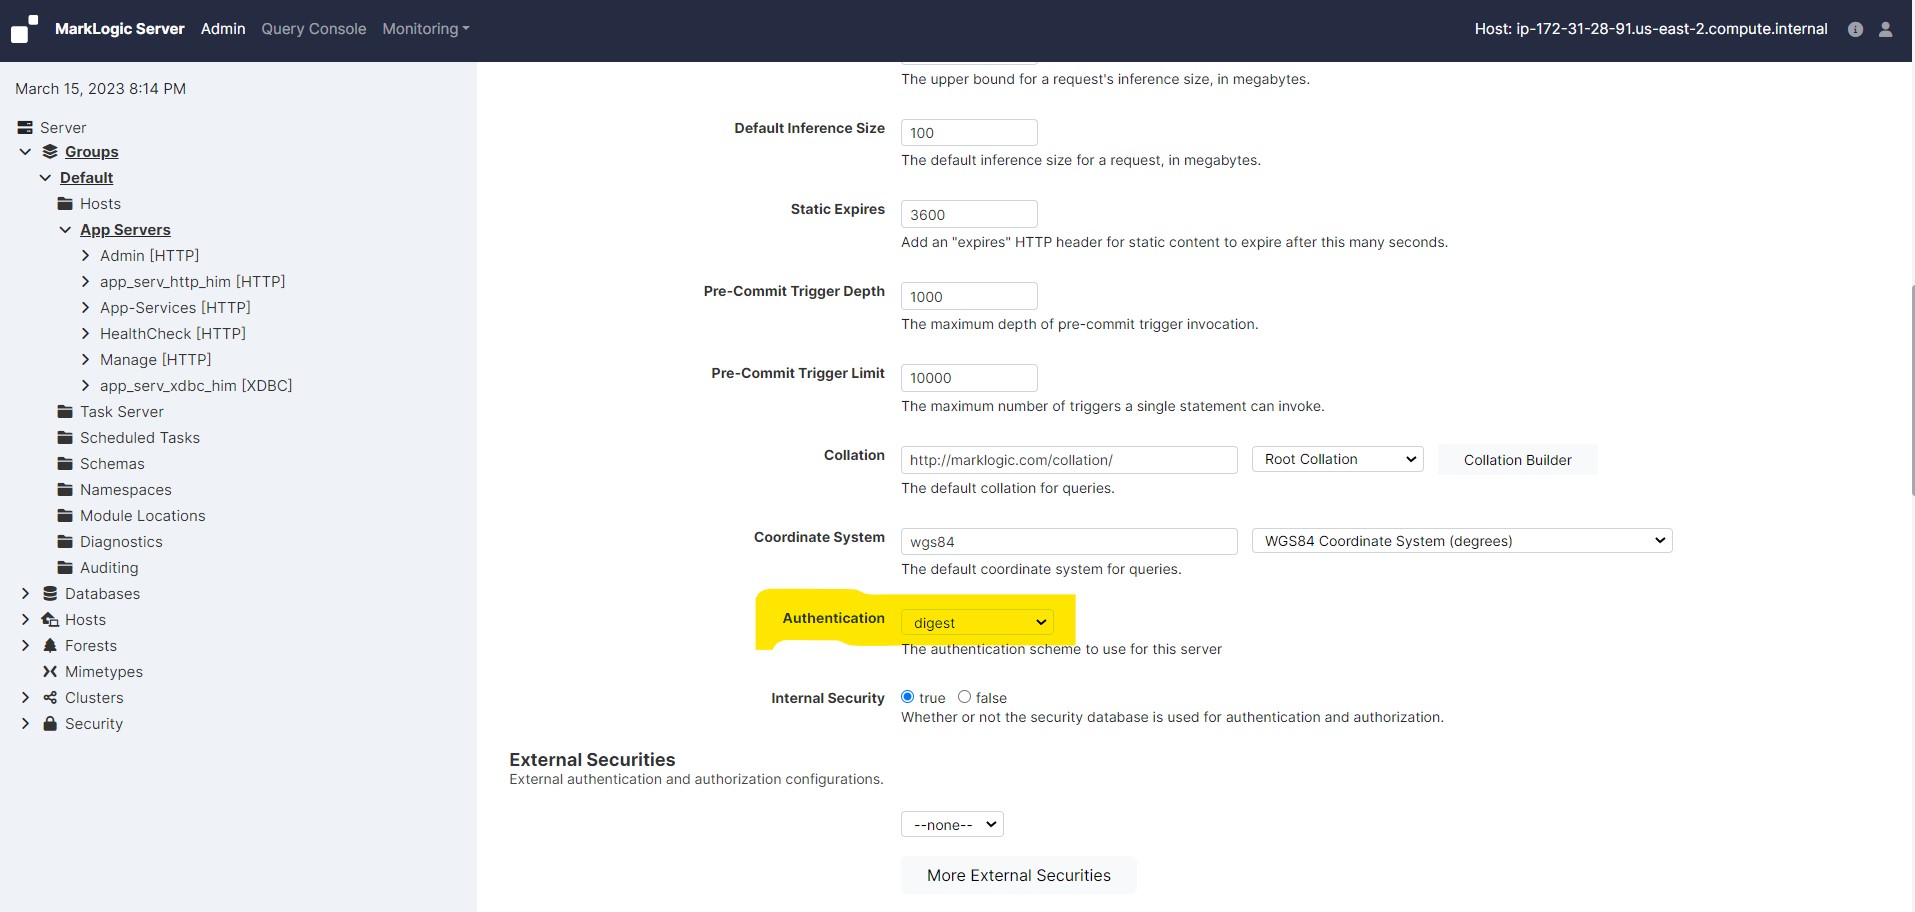 MarkLogic Server Admin Query Console Monitoring Host: ip-172-31-28-91.us-east-2.compute.internal
March 15, 2023 8:14 PM
Server
Groups
Default
Hosts
App Servers
Admin [HTTP]
app_serv_http_him [HTTP]
App-Services [HTTP]
HealthCheck [HTTP]
Manage [HTTP]
app_serv_xdbc_him [XDBC]
Task Server
Scheduled Tasks
Schemas
Namespaces
Module Locations
Diagnostics
Auditing
Databases
Hosts
Forests
Mimetypes
Clusters
Security
The upper bound for a request's inference size, in megabytes.
Default Inference Size 100
The default inference size for a request, in megabytes.
Static Expires 3600
Add an "expires" HTTP header for static content to expire after this many seconds.
Pre-Commit Trigger Depth 1000
The maximum depth of pre-commit trigger invocation.
Pre-Commit Trigger Limit 10000
The maximum number of triggers a single statement can invoke.
Collation http://marklogic.com/collation/ Root Collation Collation Builder
The default collation for queries.
Coordinate System wgs84 WGS84 Coordinate System (degrees)
The default coordinate system for queries.
Authentication digest
The authentication scheme to use for this server
Internal Security true false
Whether or not the security database is used for authentication and authorization.
External Securities
External authentication and authorization configurations.
--none--
More External Securities